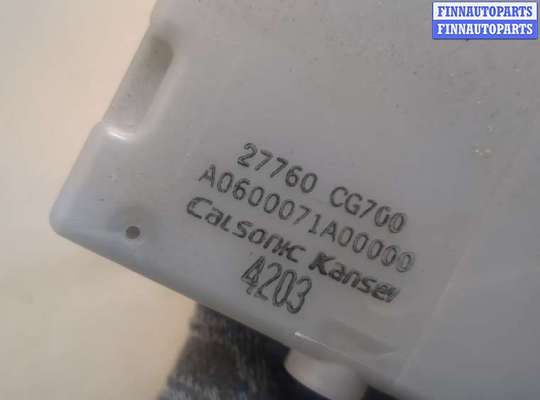 FINNAUTOPARTS
FINNAUTOPARTS
27760 CG700
A0600071A00000
Calsonic Kansei
4203